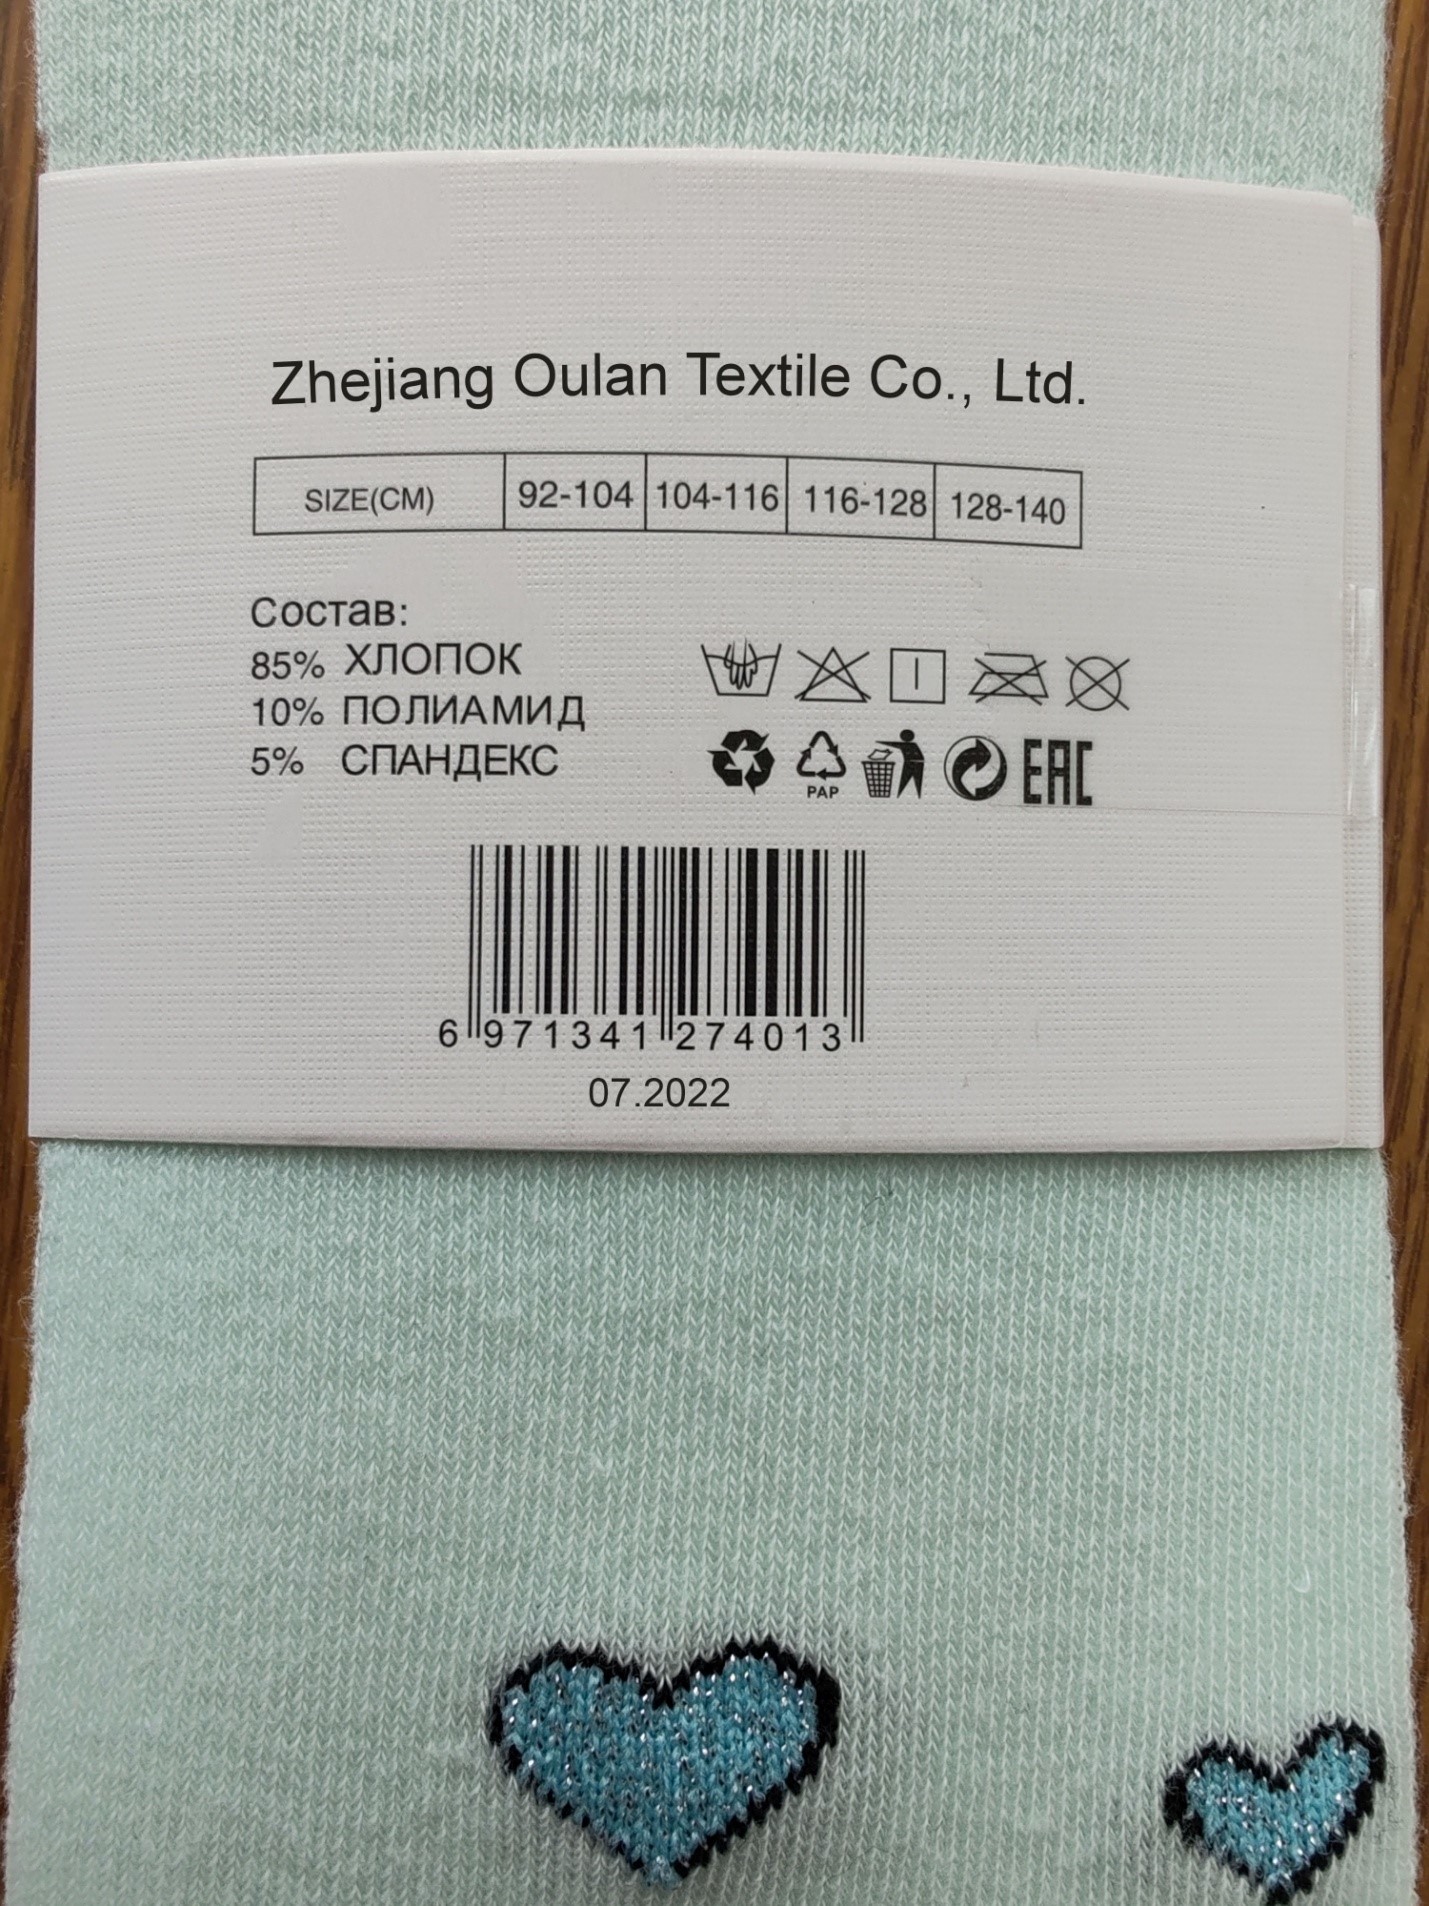 Zhejiang Oulan Textile Co., Ltd.
SIZE(CM) 92-104 104-116 116-128 128-140
Состав:
85% ХЛОПОК
10% ПОЛИАМИД
5% СПАНДЕКС
PAP EAC
6 971341 274013
07.2022